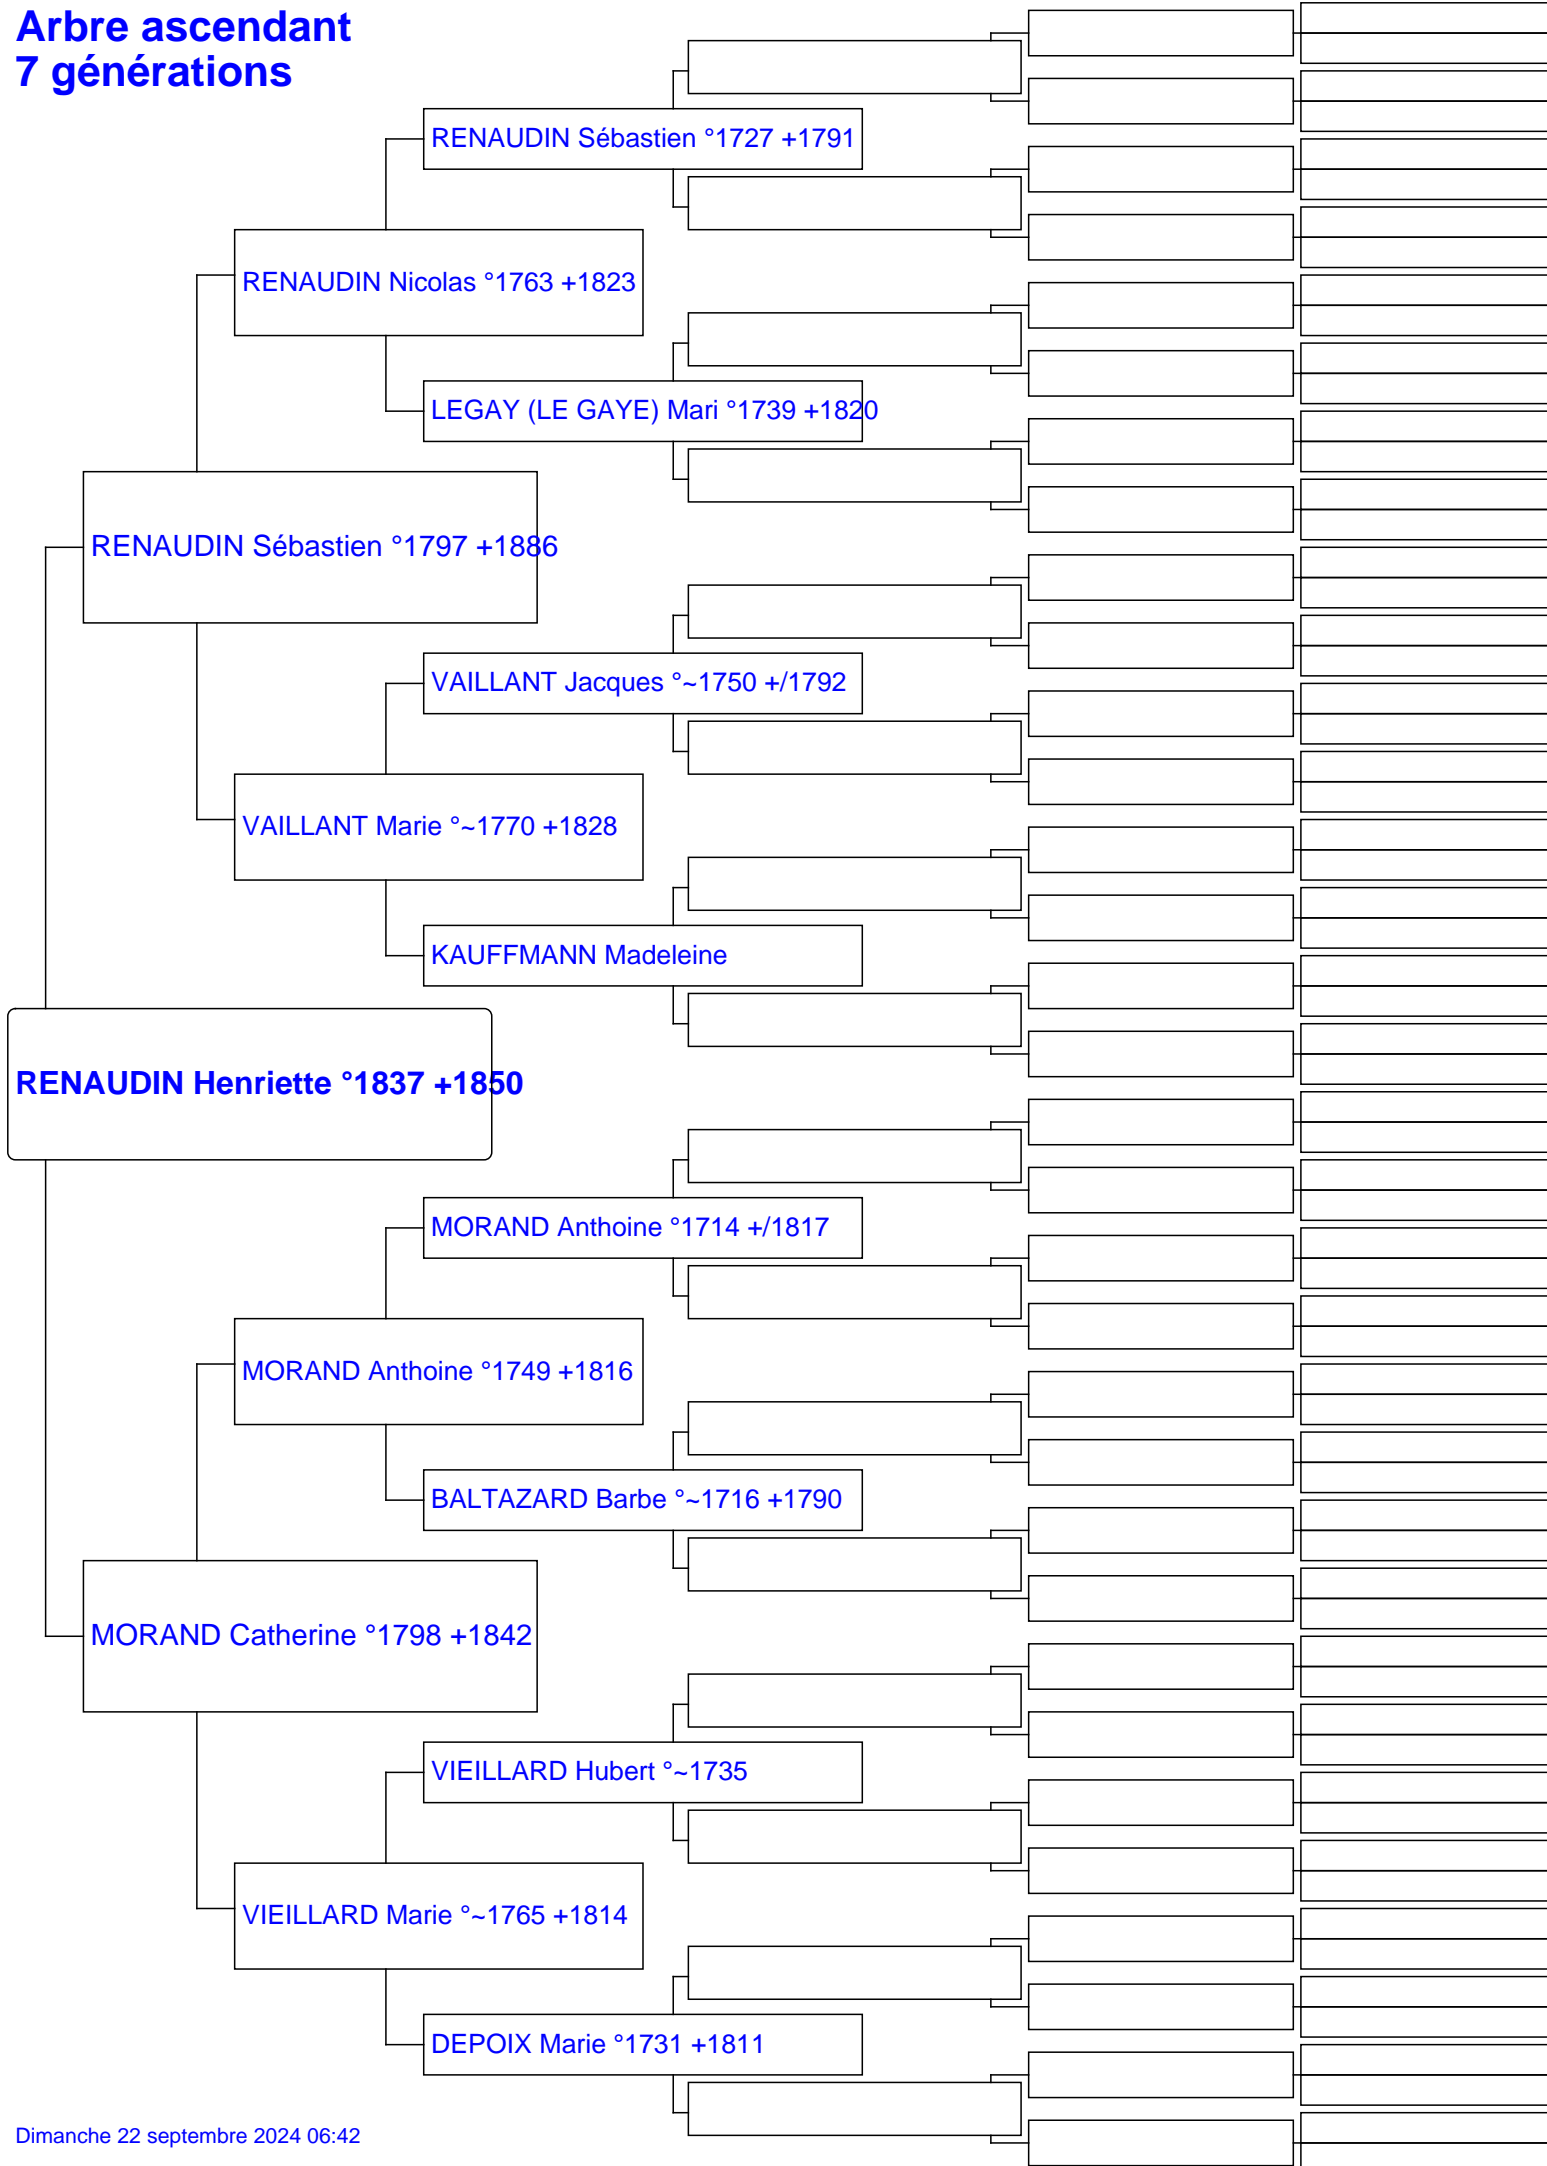 Arbre ascendant
7 générations
RENAUDIN Sébastien °1727 +1791
RENAUDIN Nicolas °1763 +1823
LEGAY (LE GAYE) Mari °1739 +1820
RENAUDIN Sébastien °1797 +1886
VAILLANT Jacques °~1750 +/1792
VAILLANT Marie °~1770 +1828
KAUFFMANN Madeleine
RENAUDIN Henriette °1837 +1850
MORAND Anthoine °1714 +/1817
MORAND Anthoine °1749 +1816
BALTAZARD Barbe °~1716 +1790
MORAND Catherine °1798 +1842
VIEILLARD Hubert °~1735
VIEILLARD Marie °~1765 +1814
DEPOIX Marie °1731 +1811
Dimanche 22 septembre 2024 06:42